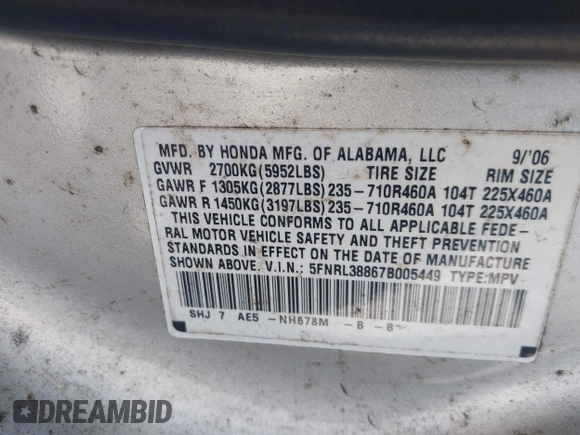 MFD. BY HONDA MFG. OF ALABAMA, LLC 9/'06
GVWR 2700KG(5952LBS) TIRE SIZE RIM SIZE
GAWR F 1305KG(2877LBS)235-710R460A 104T 225X460A
GAWR R 1450KG(3197LBS)235-710R460A 104T 225X460A
THIS VEHICLE CONFORMS TO ALL APPLICABLE FEDE-
RAL MOTOR VEHICLE SAFETY AND THEFT PREVENTION
STANDARDS IN EFFECT ON THE DATE OF MANUFACTURE
SHOWN ABOVE. V.I.N.: 5FNRL38867B005449 TYPE:MPV
SHJ 7 AE5 -NH678M -B -B
DREAMBID